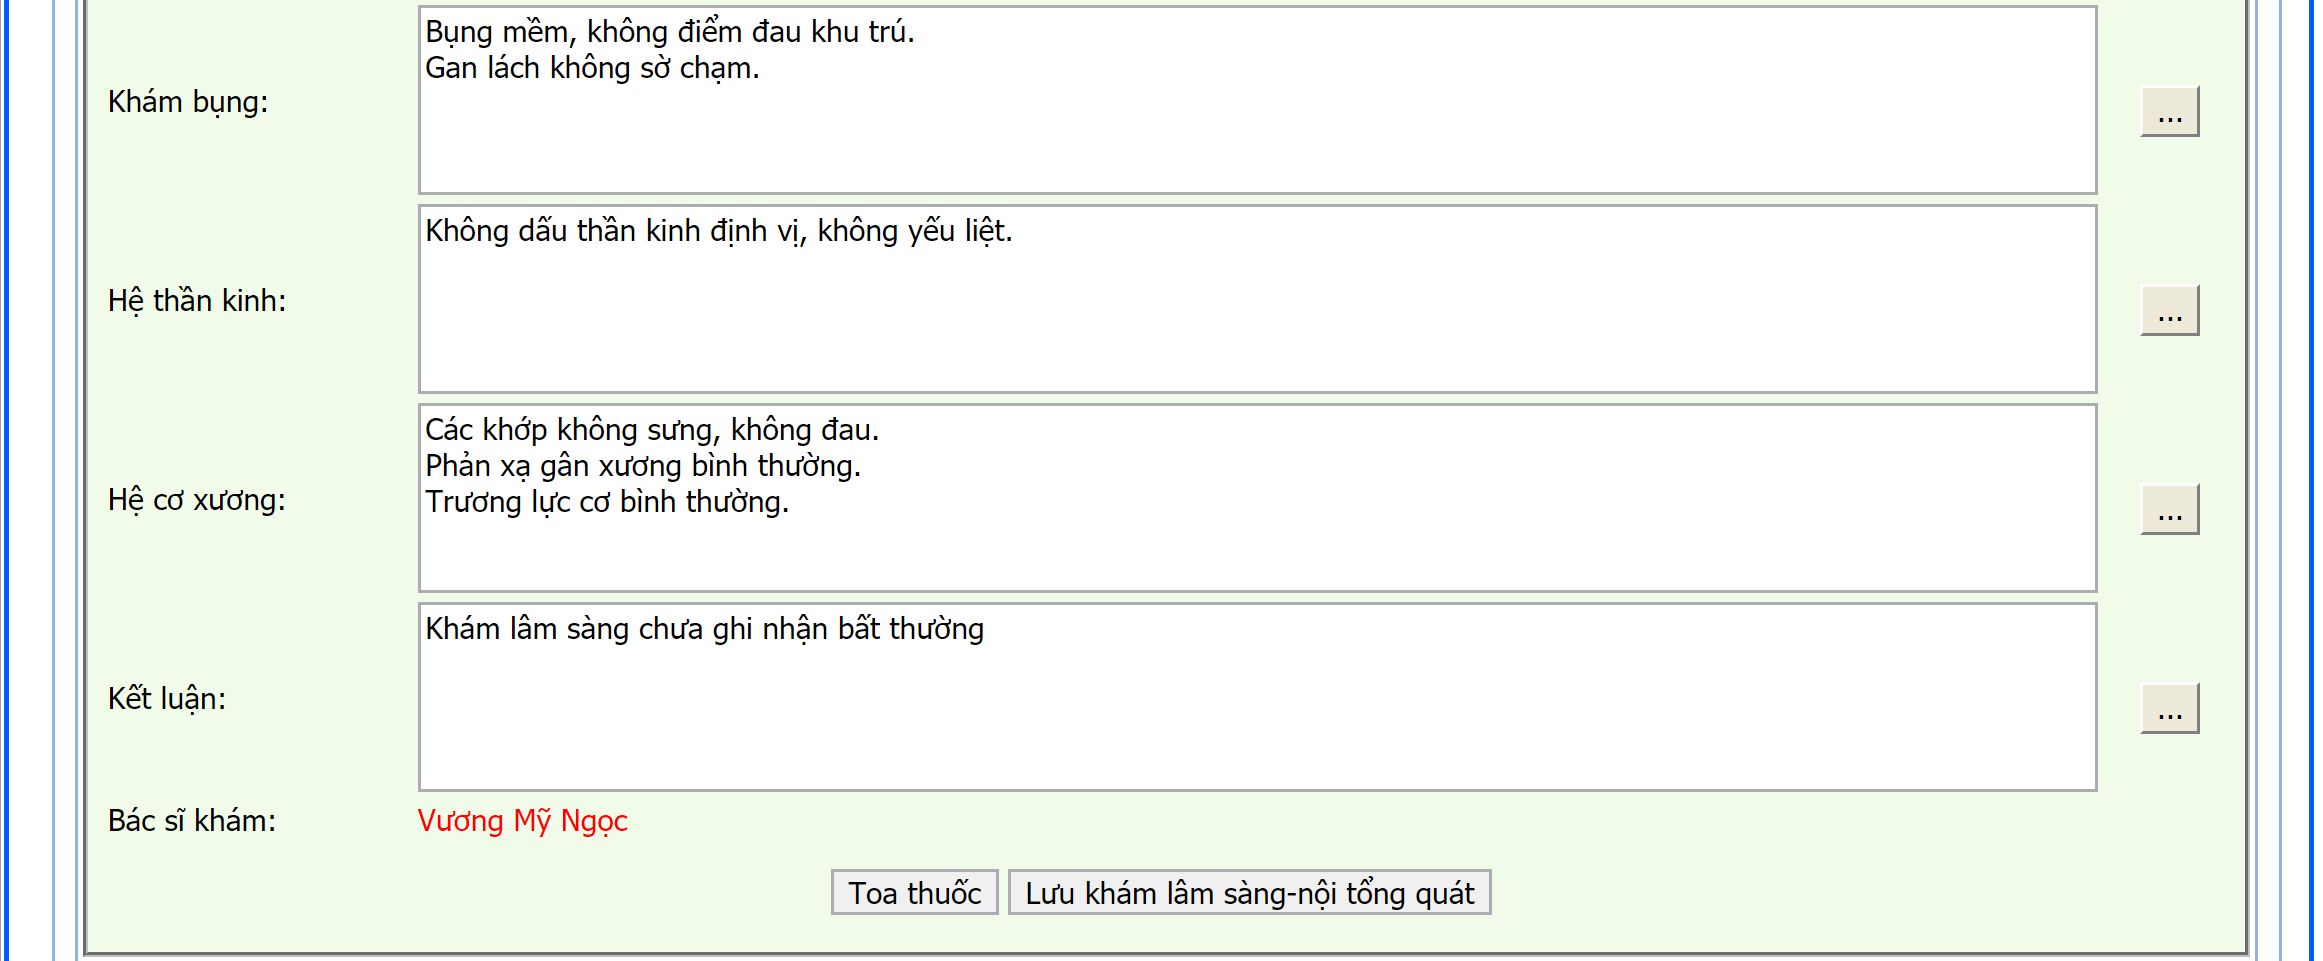 Khám bụng:
Bụng mềm, không điểm đau khu trú.
Gan lách không sờ chạm.
...
Hệ thần kinh:
Không dấu thần kinh định vị, không yếu liệt.
...
Hệ cơ xương:
Các khớp không sưng, không đau.
Phản xạ gân xương bình thường.
Trương lực cơ bình thường.
...
Kết luận:
Khám lâm sàng chưa ghi nhận bất thường
...
Bác sĩ khám: Vương Mỹ Ngọc
Toa thuốc Lưu khám lâm sàng-nội tổng quát